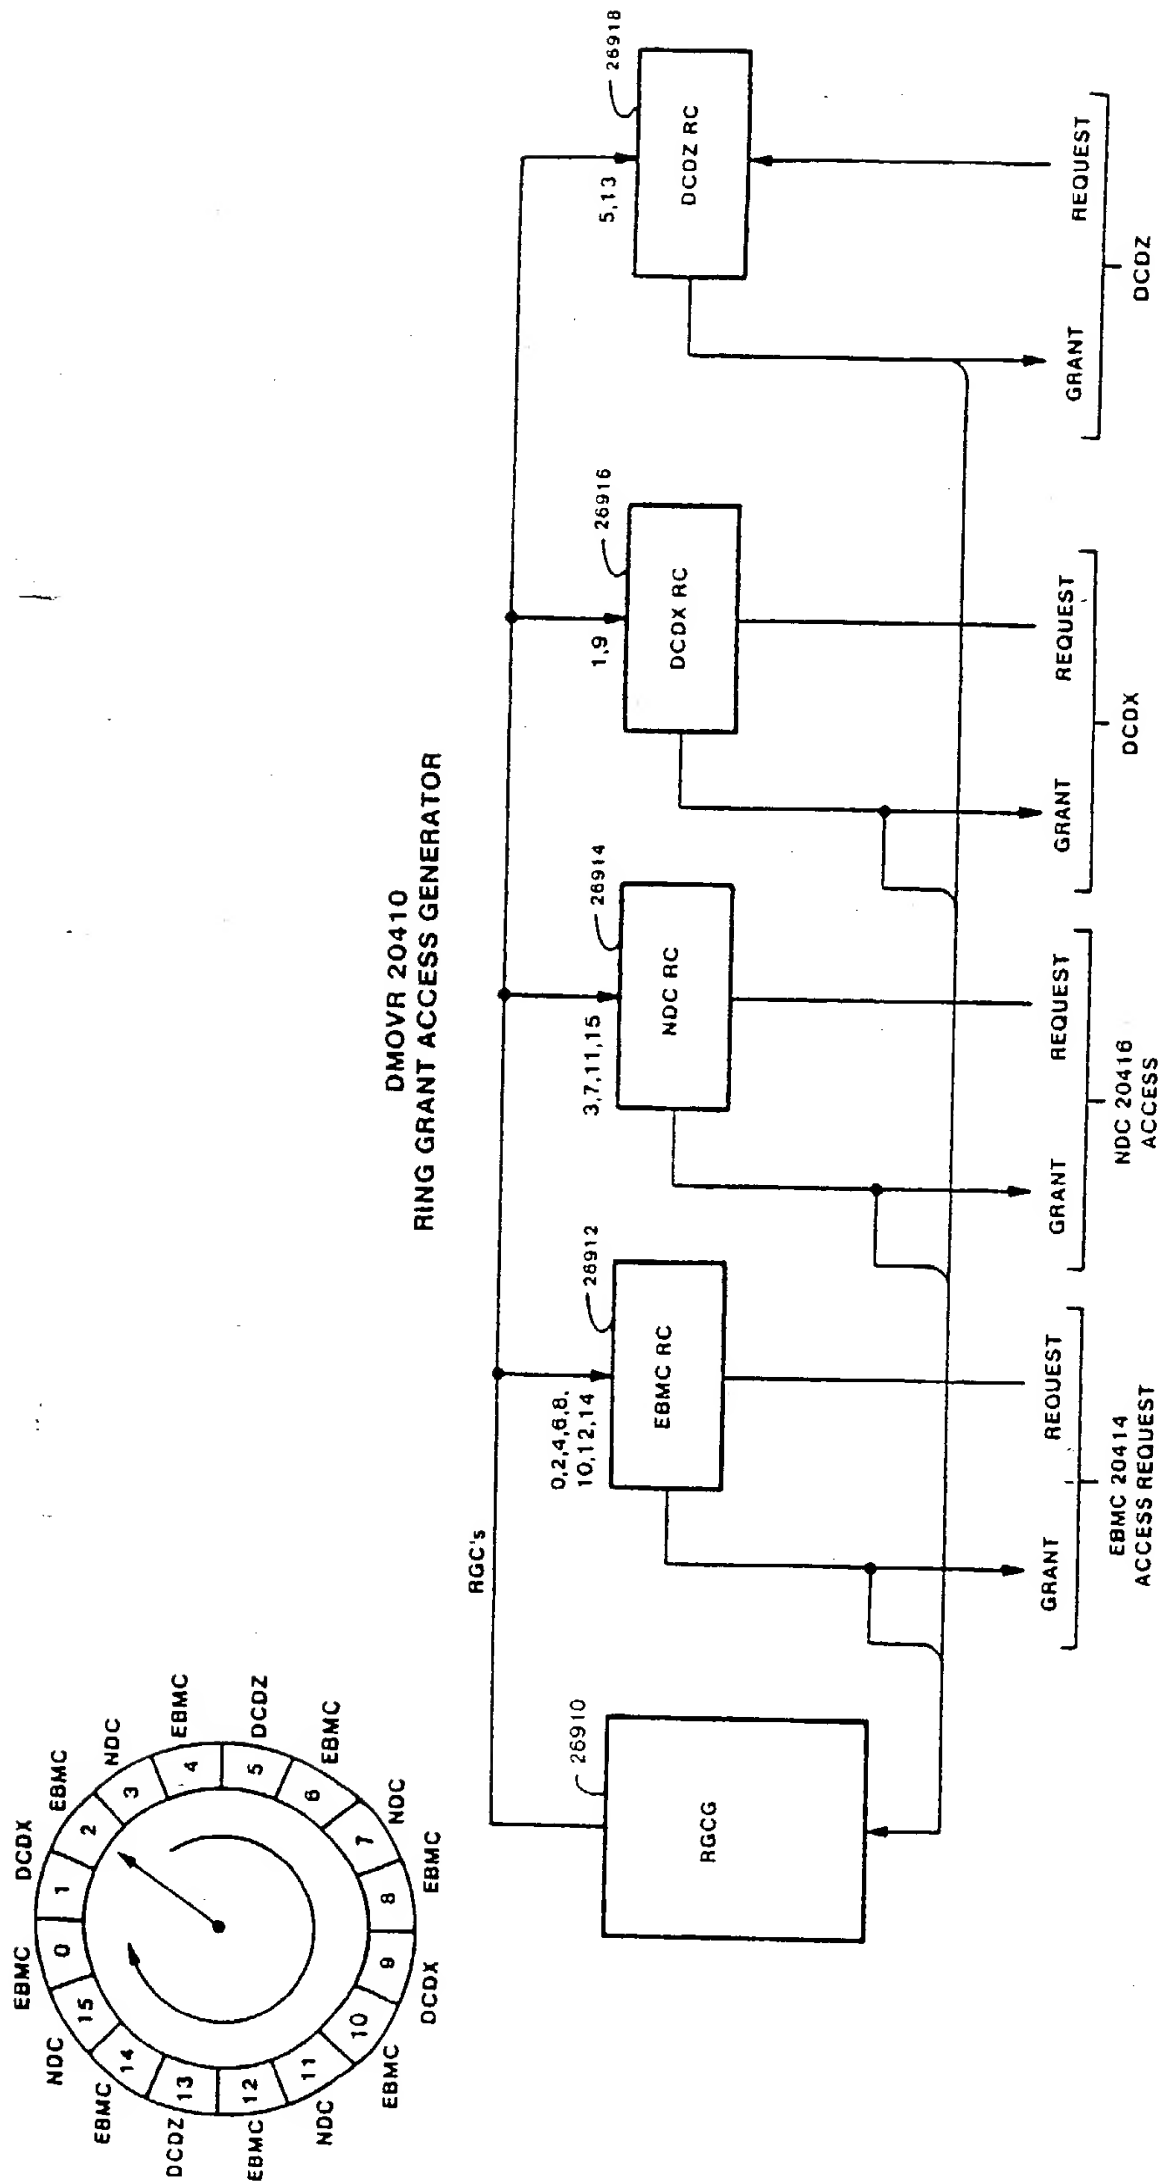 DMOVR 20410
RING GRANT ACCESS GENERATOR
EBMC
0
DCDX
1
EBMC
2
NDC
3
EBMC
4
DCDZ
5
EBMC
6
NDC
7
EBMC
8
DCDX
9
EBMC
10
NDC
11
EBMC
12
DCDZ
13
EBMC
14
NDC
15
RGC's
26910
RGCG
0,2,4,6,8,
10,12,14
26912
EBMC RC
3,7,11,15
26914
NDC RC
1,9
26916
DCDX RC
5,13
26918
DCDZ RC
GRANT
REQUEST
EBMC 20414
ACCESS REQUEST
GRANT
REQUEST
NDC 20416
ACCESS
GRANT
REQUEST
DCDX
GRANT
REQUEST
DCDZ